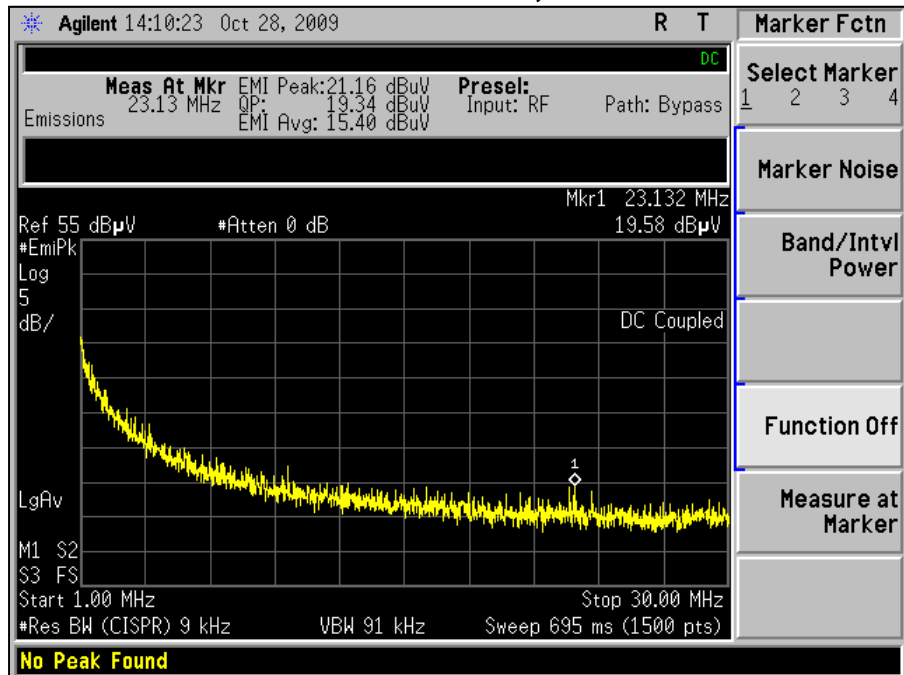 Agilent 14:10:23 Oct 28, 2009 R T
Marker Fctn
DC
Meas At Mkr EMI Peak:21.16 dBuV Presel:
23.13 MHz QP: 19.34 dBuV Input: RF Path: Bypass
Emissions EMI Avg: 15.40 dBuV
Mkr1 23.132 MHz
Ref 55 dBµV #Atten 0 dB 19.58 dBµV
#EmiPk
Log
5
dB/
DC Coupled
1
LgAv
M1 S2
S3 FS
Start 1.00 MHz Stop 30.00 MHz
#Res BW (CISPR) 9 kHz VBW 91 kHz Sweep 695 ms (1500 pts)
No Peak Found
Select Marker
1 2 3 4
Marker Noise
Band/Intvl
Power
Function Off
Measure at
Marker